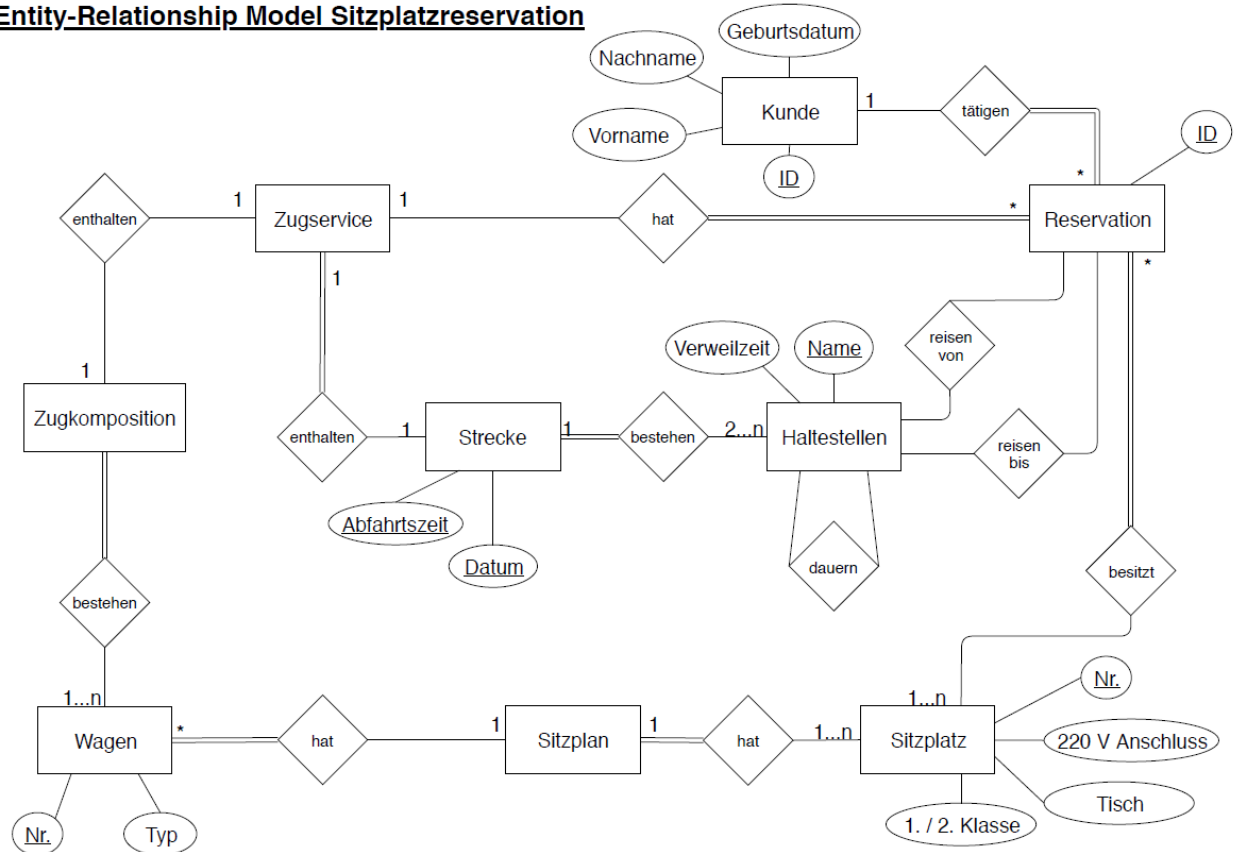 Entity-Relationship Model Sitzplatzreservation
Geburtsdatum
Nachname
Kunde
1
tätigen
Vorname
ID
ID
*
enthalten
1
Zugservice
1
hat
*
Reservation
1
*
reisen
von
Verweilzeit
Name
1
Zugkomposition
enthalten
1
Strecke
1
bestehen
2...n
Haltestellen
reisen
bis
Abfahrtszeit
Datum
dauern
besitzt
bestehen
1...n
Wagen
*
hat
1
Sitzplan
1
hat
1...n
1...n
Sitzplatz
Nr.
220 V Anschluss
Tisch
1. / 2. Klasse
Nr.
Typ